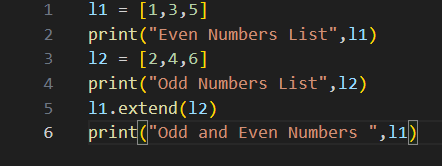 1 l1 = [1,3,5]
2 print("Even Numbers List",l1)
3 l2 = [2,4,6]
4 print("Odd Numbers List",l2)
5 l1.extend(l2)
6 print("Odd and Even Numbers ",l1)